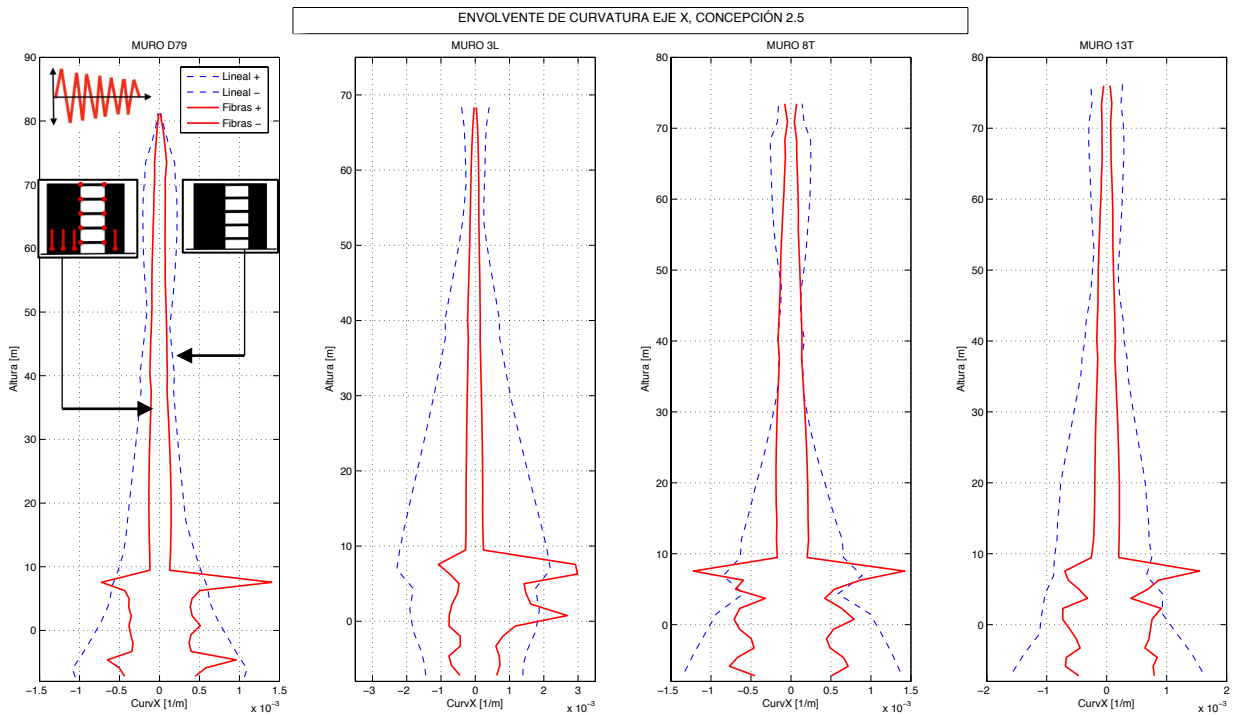 ENVOLVENTE DE CURVATURA EJE X, CONCEPCIÓN 2.5
MURO D79
90
80
70
60
50
40
30
20
10
0
Altura [m]
Lineal +
Lineal −
Fibras +
Fibras −
−1.5 −1 −0.5 0 0.5 1 1.5
CurvX [1/m]
x 10⁻³
MURO 3L
70
60
50
40
30
20
10
0
Altura [m]
−3 −2 −1 0 1 2 3
CurvX [1/m]
x 10⁻³
MURO 8T
80
70
60
50
40
30
20
10
0
Altura [m]
−1.5 −1 −0.5 0 0.5 1 1.5
CurvX [1/m]
x 10⁻³
MURO 13T
80
70
60
50
40
30
20
10
0
Altura [m]
−2 −1 0 1 2
CurvX [1/m]
x 10⁻³